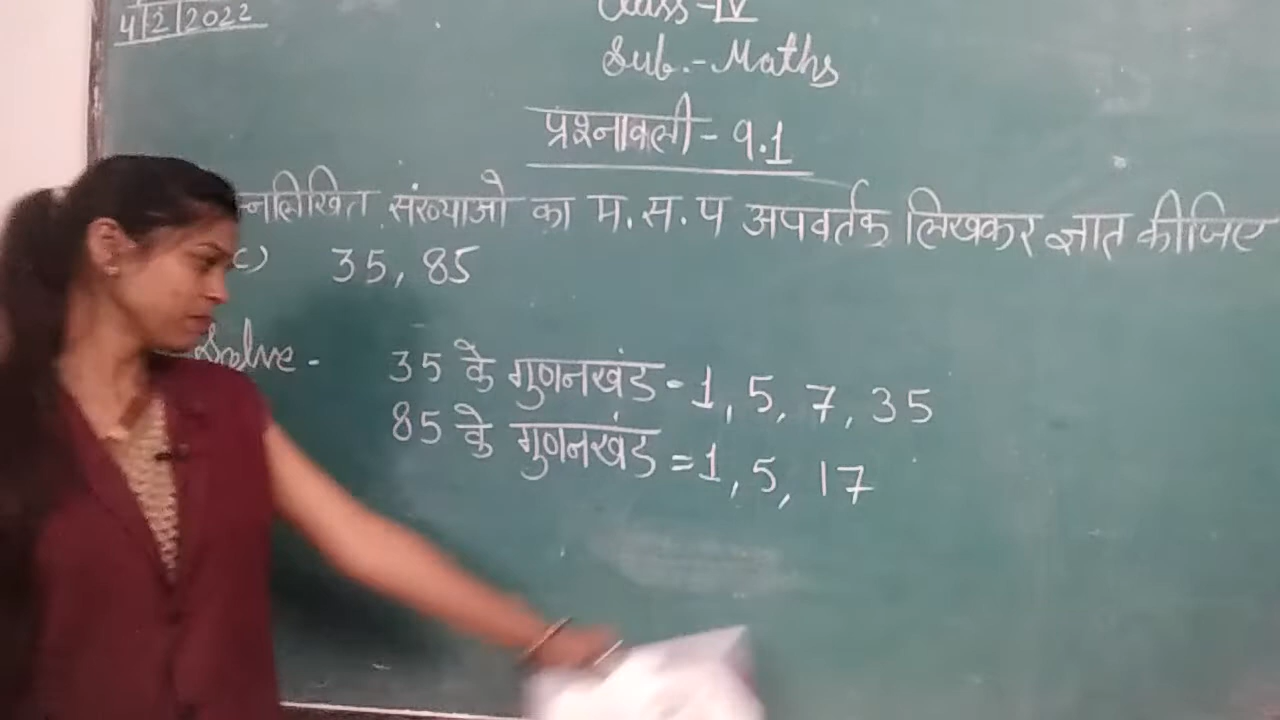 4|2|2022
Class-IV
Sub.-Maths
प्रश्नावली-9.1
नलिखित संख्याओ का म.स.प अपवर्तक लिखकर ज्ञात कीजिए
c) 35, 85
Solve- 35 के गुणनखंड-1, 5, 7, 35
85 के गुणनखंड =1, 5, 17